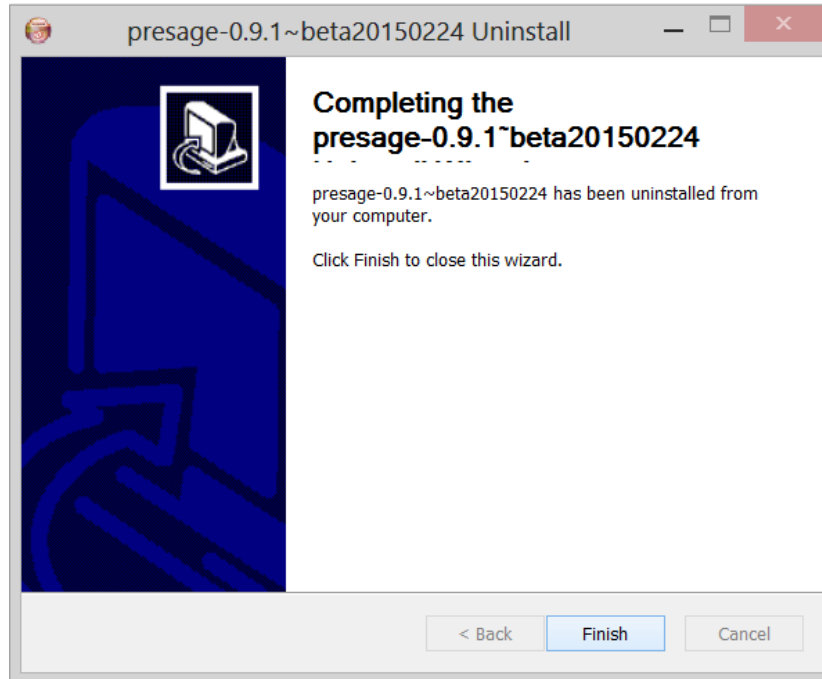 presage-0.9.1~beta20150224 Uninstall
Completing the
presage-0.9.1~beta20150224
presage-0.9.1~beta20150224 has been uninstalled from
your computer.
Click Finish to close this wizard.
< Back
Finish
Cancel